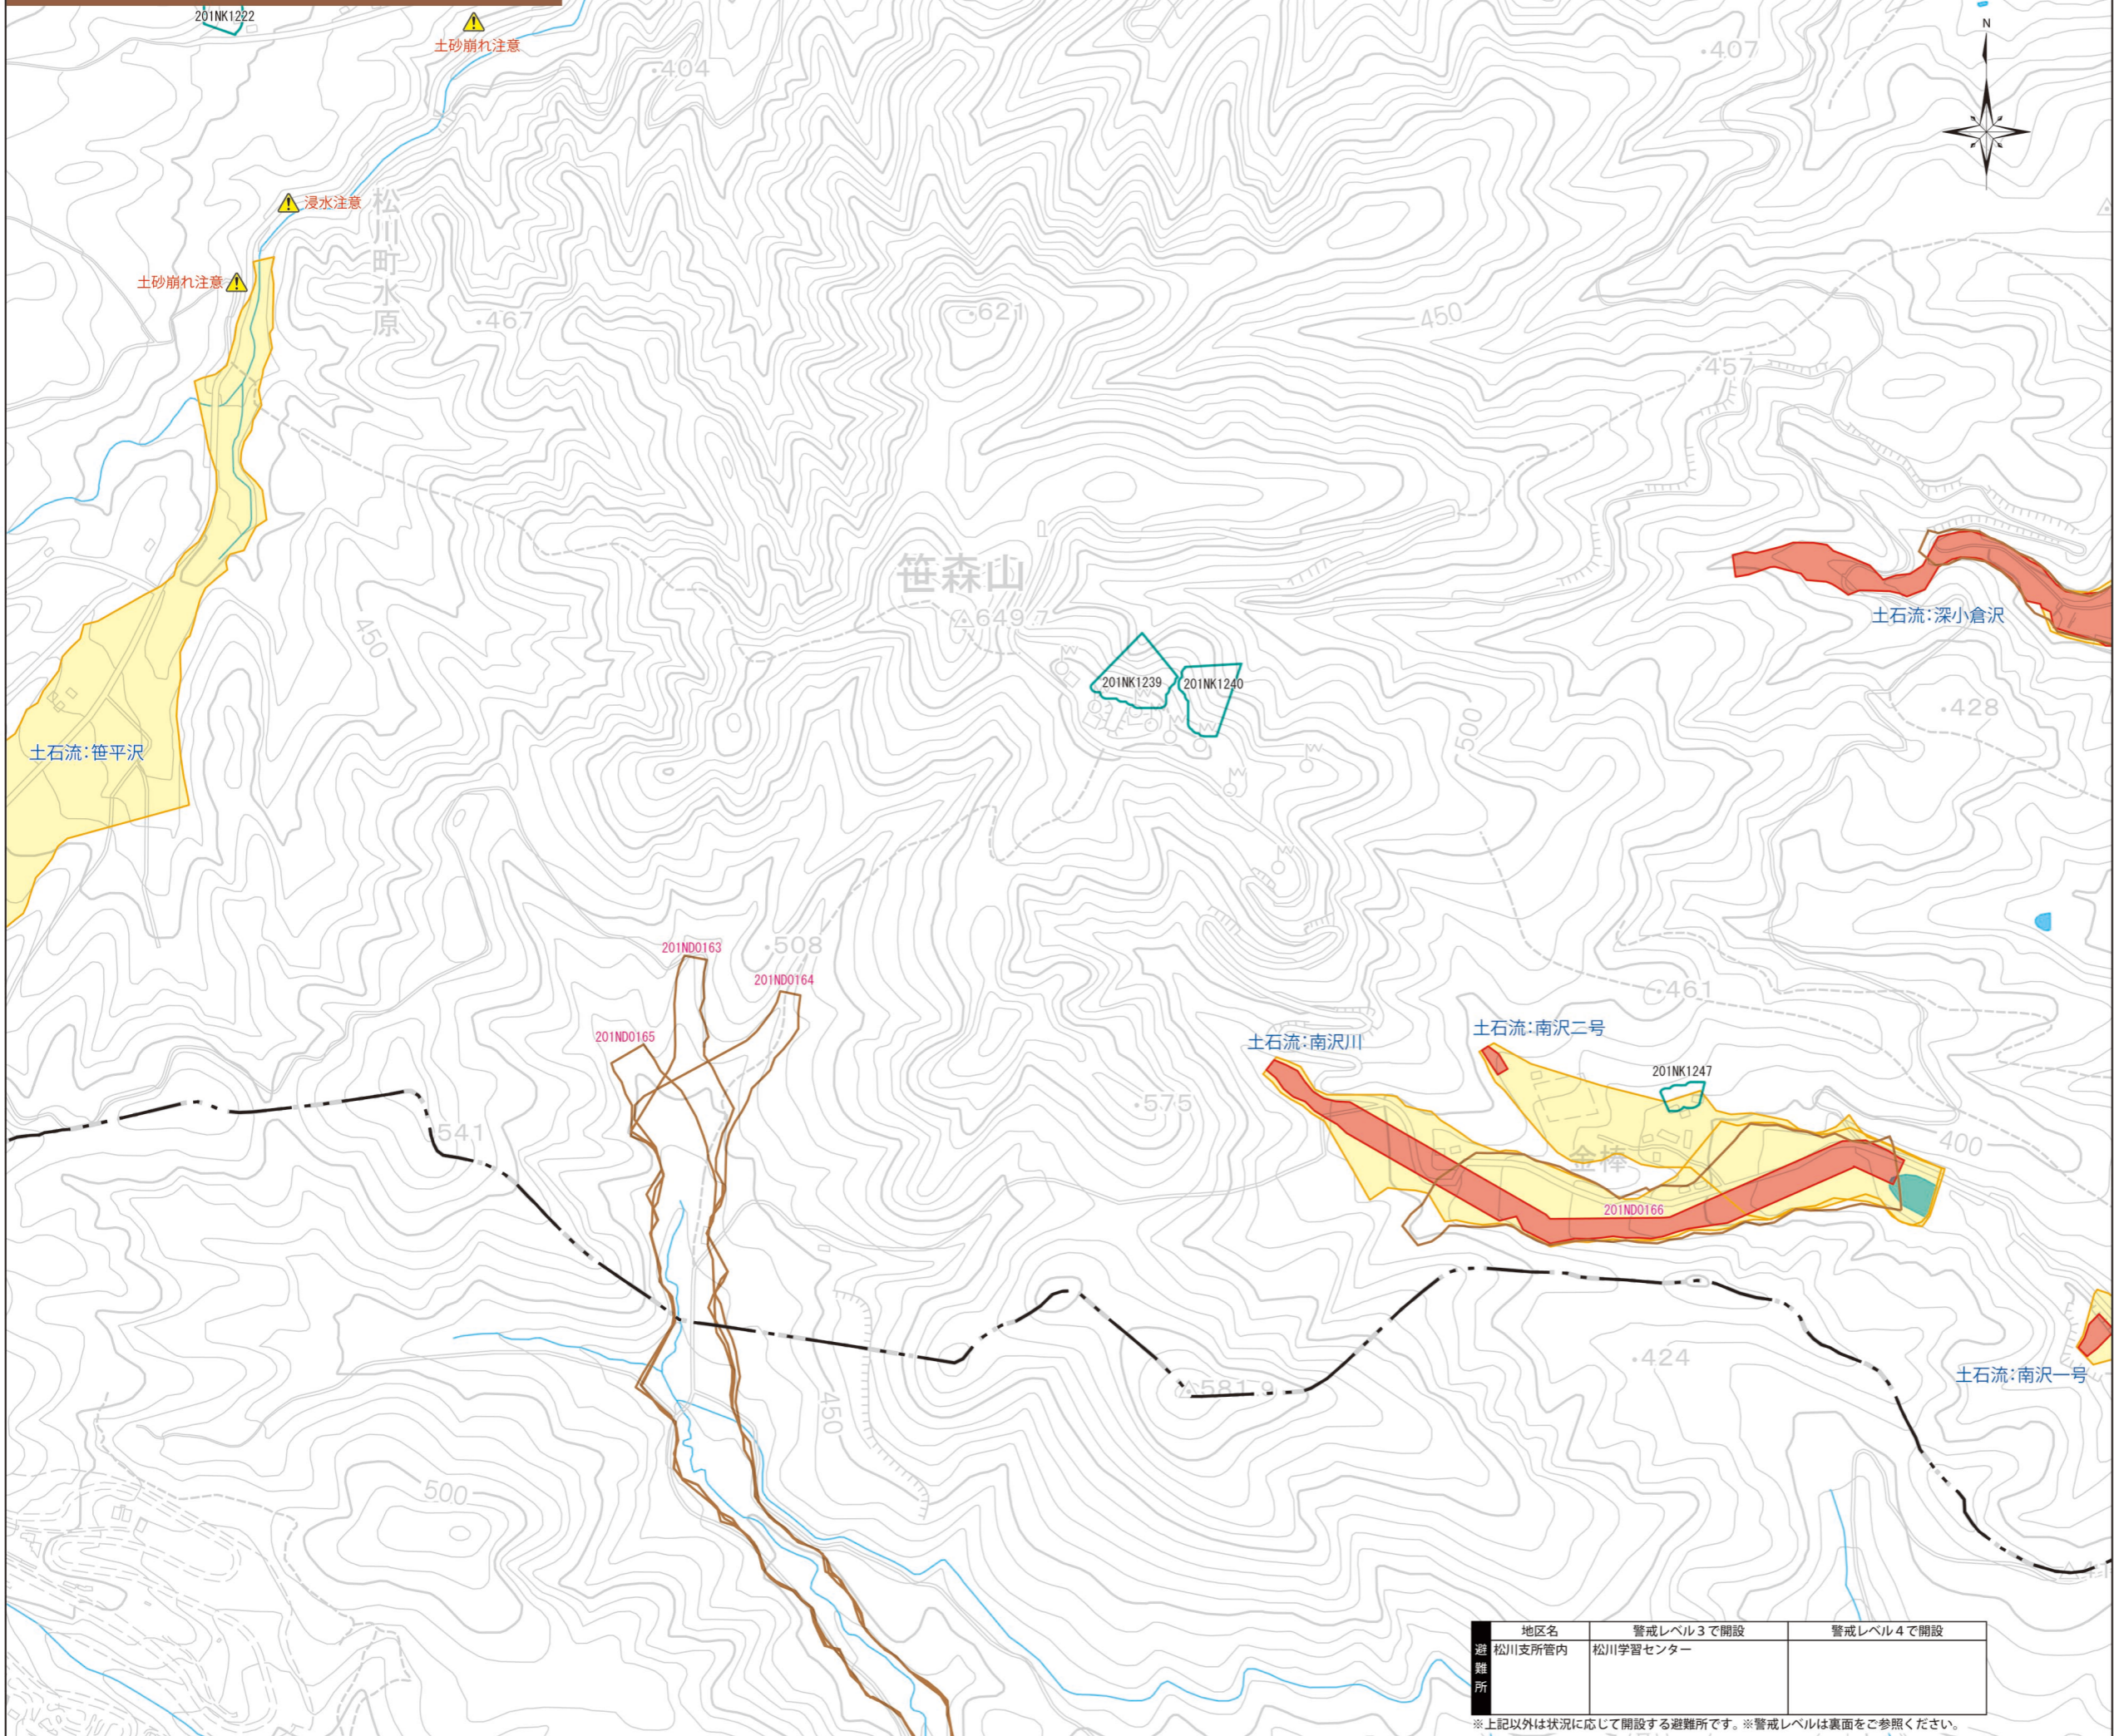 201NK1222
土砂崩れ注意
・404
・407
N
浸水注意
松川町水原
土砂崩れ注意
・467
・621
450
・457
笹森山
649.7
土石流:深小倉沢
450
201NK1239
201NK1240
・428
500
土石流:笹平沢
201ND0163
・508
201ND0164
・461
土石流:南沢二号
201ND0165
土石流:南沢川
201NK1247
・575
541
400
金棒
201ND0166
・424
土石流:南沢一号
581.9
450
500
避難所
地区名
警戒レベル3で開設
警戒レベル4で開設
松川支所管内
松川学習センター
※上記以外は状況に応じて開設する避難所です。※警戒レベルは裏面をご参照ください。